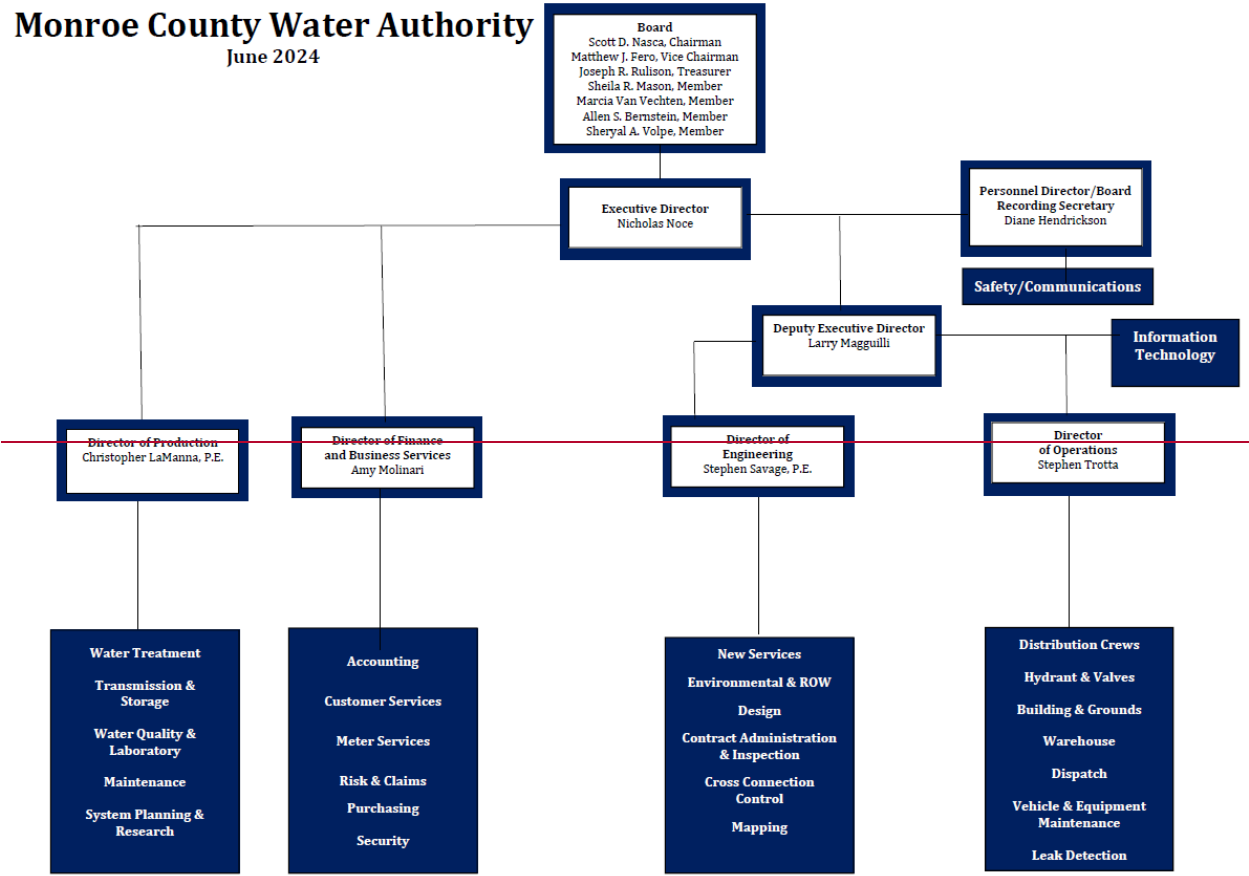 Monroe County Water Authority
June 2024
Board
Scott D. Nasca, Chairman
Matthew J. Fero, Vice Chairman
Joseph R. Rulison, Treasurer
Sheila R. Mason, Member
Marcia Van Vechten, Member
Allen S. Bernstein, Member
Sheryal A. Volpe, Member
Executive Director
Nicholas Noce
Personnel Director/Board
Recording Secretary
Diane Hendrickson
Safety/Communications
Deputy Executive Director
Larry Magguilli
Information
Technology
Director of Production
Christopher LaManna, P.E.
Director of Finance
and Business Services
Amy Molinari
Director of
Engineering
Stephen Savage, P.E.
Director
of Operations
Stephen Trotta
Water Treatment
Transmission &
Storage
Water Quality &
Laboratory
Maintenance
System Planning &
Research
Accounting
Customer Services
Meter Services
Risk & Claims
Purchasing
Security
New Services
Environmental & ROW
Design
Contract Administration
& Inspection
Cross Connection
Control
Mapping
Distribution Crews
Hydrant & Valves
Building & Grounds
Warehouse
Dispatch
Vehicle & Equipment
Maintenance
Leak Detection